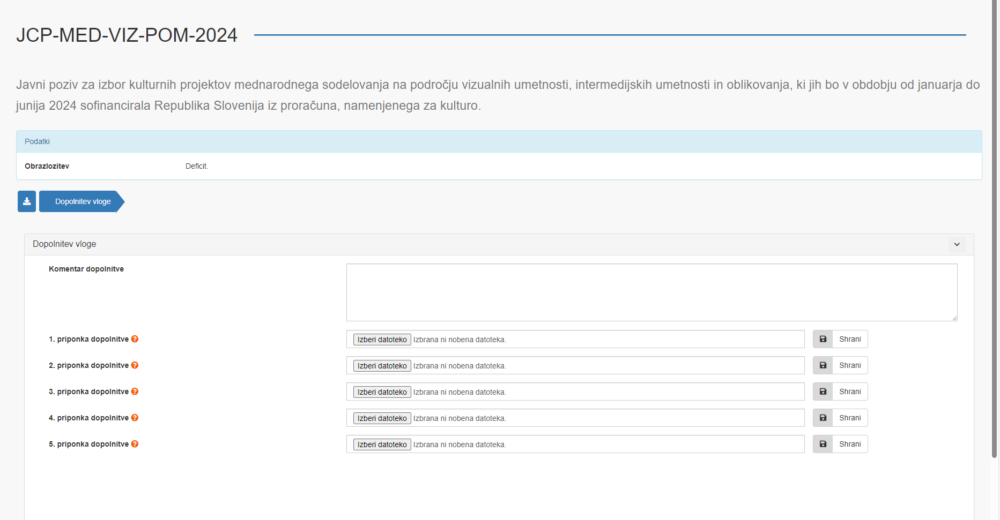 JCP-MED-VIZ-POM-2024
Javni poziv za izbor kulturnih projektov mednarodnega sodelovanja na področju vizualnih umetnosti, intermedijskih umetnosti in oblikovanja, ki jih bo v obdobju od januarja do
junija 2024 sofinancirala Republika Slovenija iz proračuna, namenjenega za kulturo.
Podatki
Obrazlozitev Deficit.
Dopolnitev vloge
Dopolnitev vloge
Komentar dopolnitve
1. priponka dopolnitve Izberi datoteko Izbrana ni nobena datoteka. Shrani
2. priponka dopolnitve Izberi datoteko Izbrana ni nobena datoteka. Shrani
3. priponka dopolnitve Izberi datoteko Izbrana ni nobena datoteka. Shrani
4. priponka dopolnitve Izberi datoteko Izbrana ni nobena datoteka. Shrani
5. priponka dopolnitve Izberi datoteko Izbrana ni nobena datoteka. Shrani